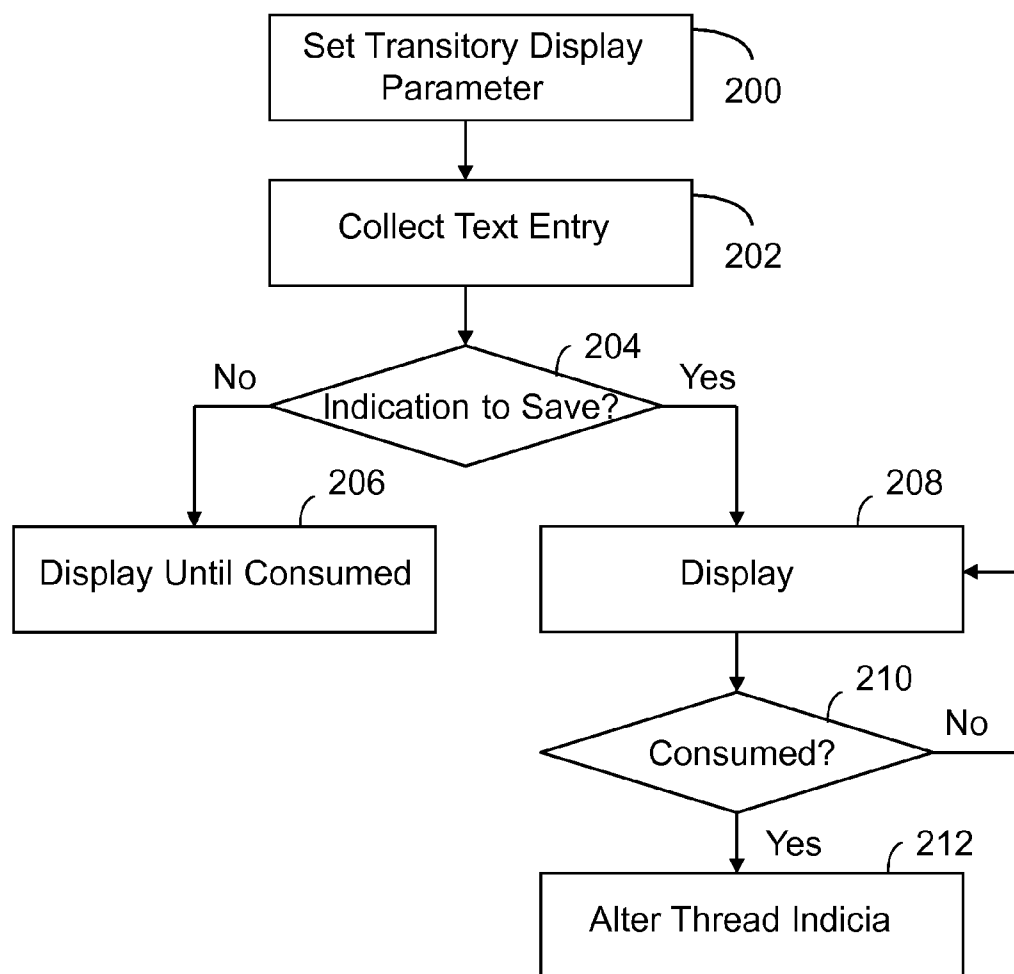 Set Transitory Display
Parameter
200
Collect Text Entry
202
204
No
Yes
Indication to Save?
206
208
Display Until Consumed
Display
210
No
Consumed?
Yes
212
Alter Thread Indicia